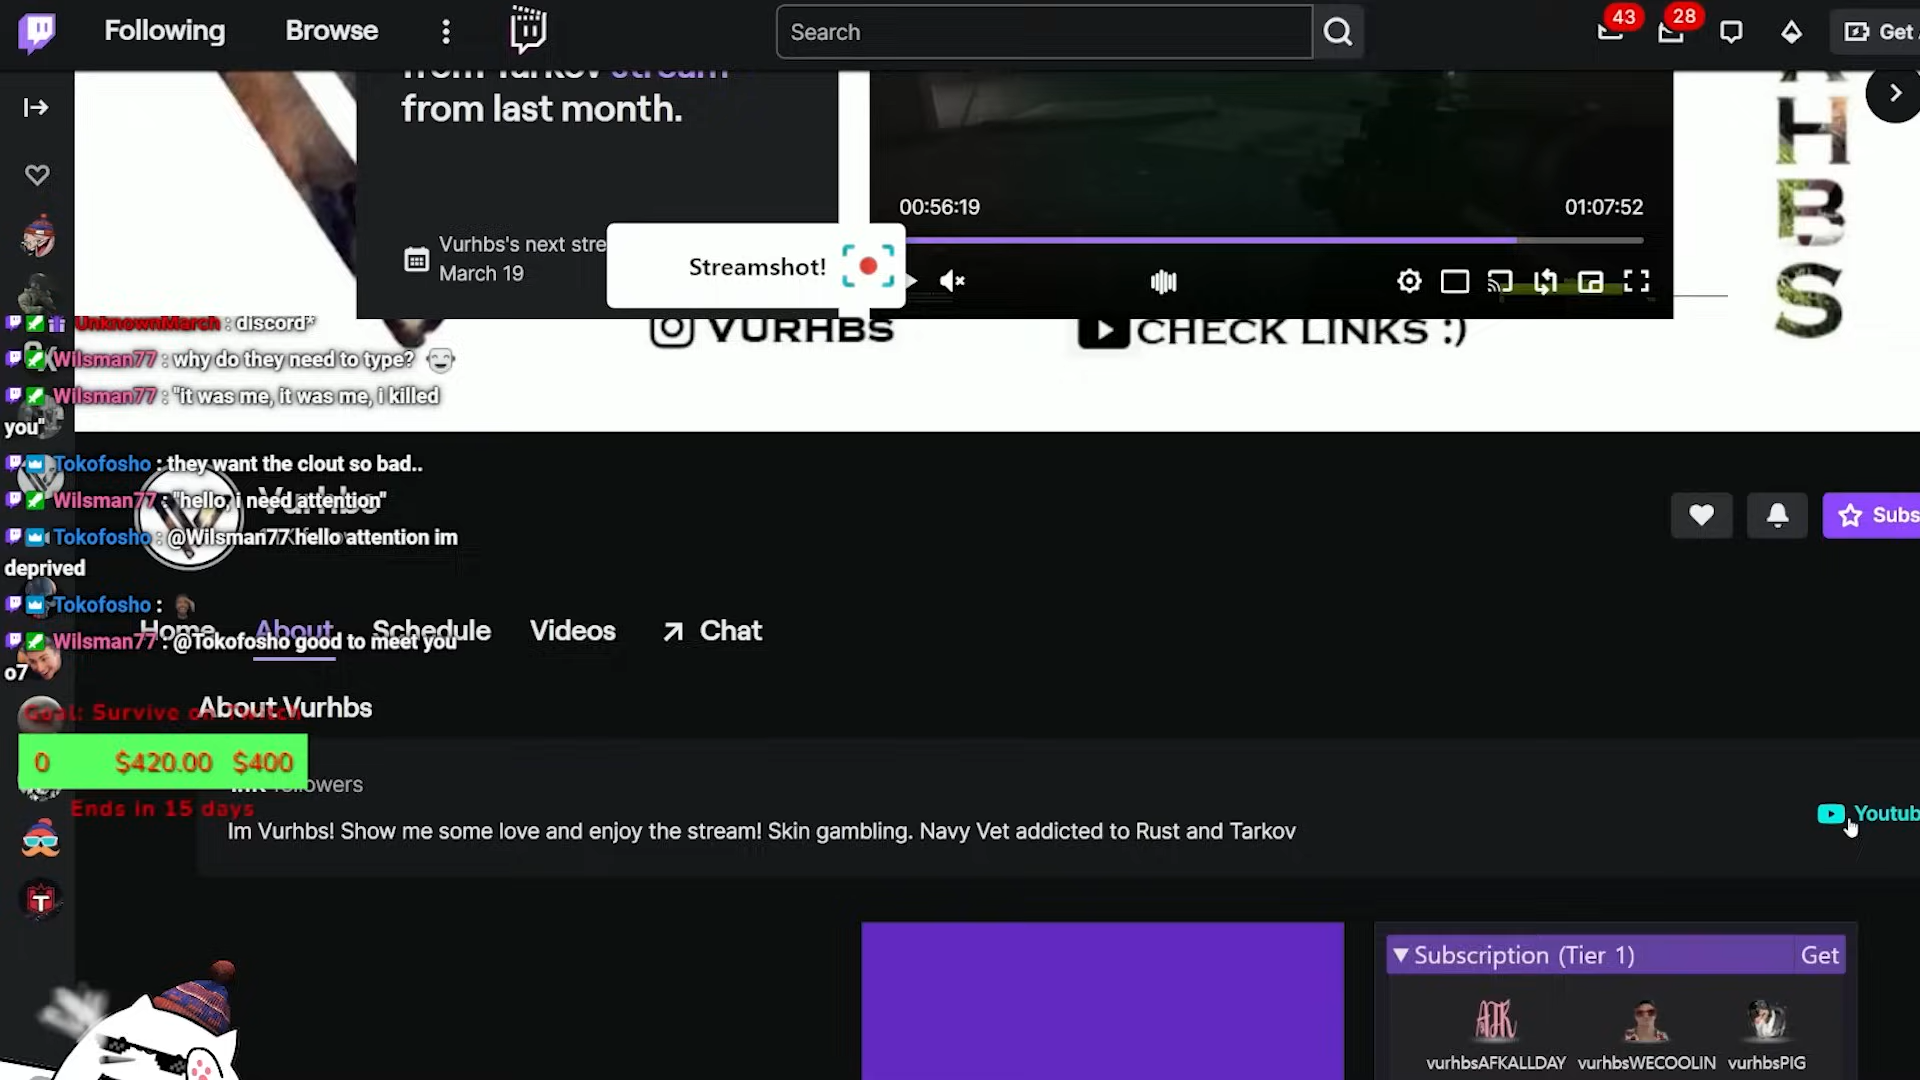 Following
Browse
Search
43
28
Get
from Tarkov stream
from last month.
00:56:19
01:07:52
Vurhbs's next stre
March 19
Streamshot!
H
B
S
VURHBS
CHECK LINKS :)
UnknownMarch : discord*
Wilsman77 : why do they need to type?
Wilsman77 : "it was me, it was me, i killed
you"
Tokofosho : they want the clout so bad..
Vurhbs
Wilsman77 : "hello, i need attention"
Subs
Tokofosho : @Wilsman77 hello attention im
deprived
Tokofosho :
Home
About
Schedule
Videos
Chat
Wilsman77 : @Tokofosho good to meet you
o7
About Vurhbs
Goal: Survive on Twitch
0 $420.00 $400
followers
Ends in 15 days
Im Vurhbs! Show me some love and enjoy the stream! Skin gambling. Navy Vet addicted to Rust and Tarkov
Youtub
T
Subscription (Tier 1)
Get
AFK
vurhbsAFKALLDAY
vurhbsWECOOLIN
vurhbsPIG